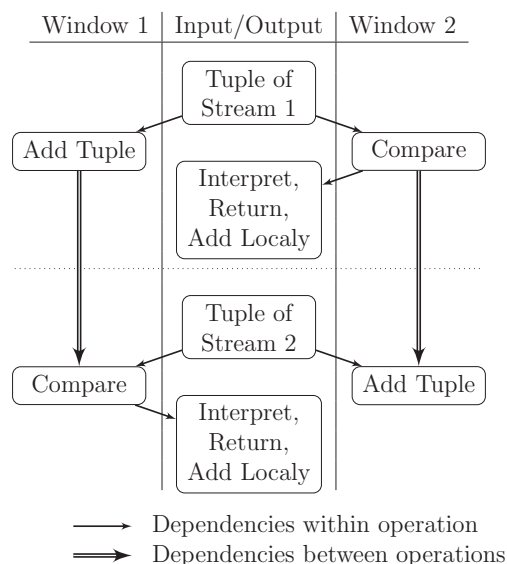 Window 1 Input/Output Window 2
Tuple of
Stream 1
Add Tuple
Compare
Interpret,
Return,
Add Localy
Tuple of
Stream 2
Compare
Add Tuple
Interpret,
Return,
Add Localy
Dependencies within operation
Dependencies between operations